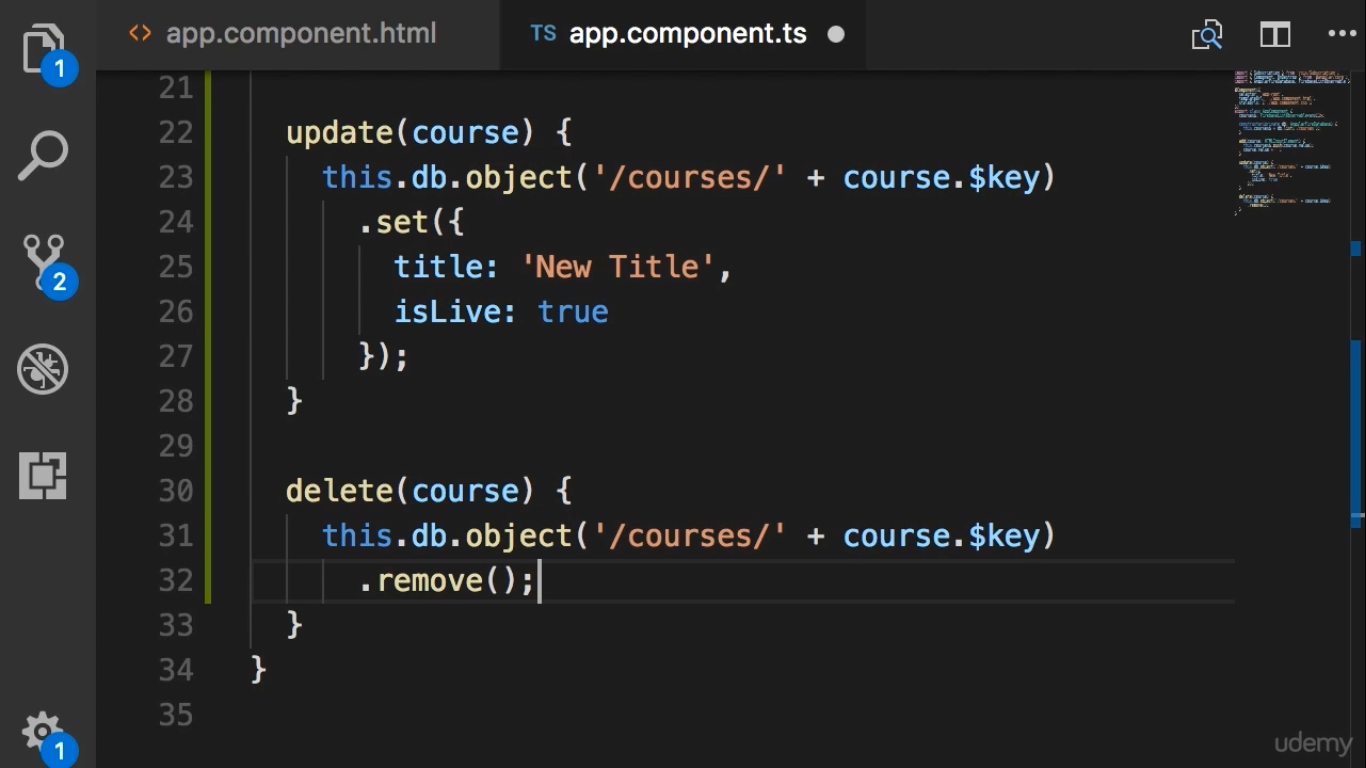 app.component.html
TS app.component.ts
1
2
1
21
22 update(course) {
23 this.db.object('/courses/' + course.$key)
24 .set({
25 title: 'New Title',
26 isLive: true
27 });
28 }
29
30 delete(course) {
31 this.db.object('/courses/' + course.$key)
32 .remove();
33 }
34 }
35
udemy